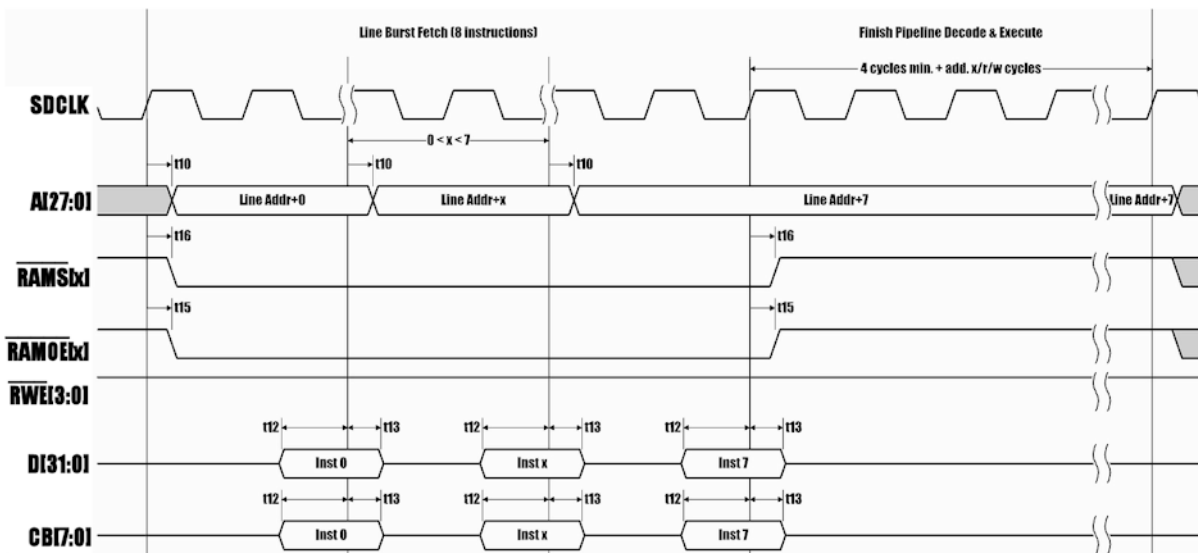 Line Burst Fetch (8 instructions)
Finish Pipeline Decode & Execute
4 cycles min. + add. x/r/w cycles
SDCLK
0 < x < 7
t10 t10 t10
A[27:0] Line Addr+0 Line Addr+x Line Addr+7 Line Addr+7
t16 t16
RAMS[x]
t15 t15
RAMOE[x]
RWE[3:0]
t12 t13 t12 t13 t12 t13
D[31:0] Inst 0 Inst x Inst 7
t12 t13 t12 t13 t12 t13
CB[7:0] Inst 0 Inst x Inst 7